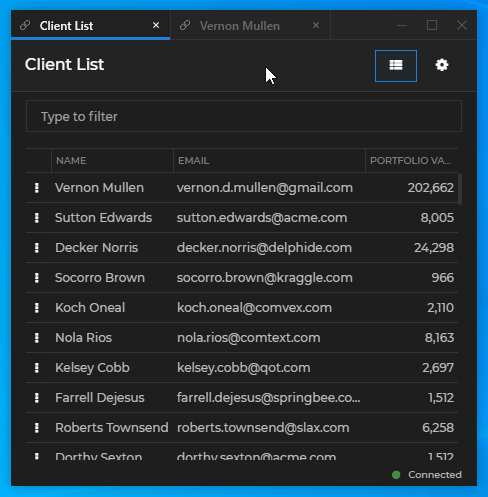 Client List × Vernon Mullen ×
Client List
Type to filter
NAME EMAIL PORTFOLIO VA...
Vernon Mullen vernon.d.mullen@gmail.com 202,662
Sutton Edwards sutton.edwards@acme.com 8,005
Decker Norris decker.norris@delphide.com 24,298
Socorro Brown socorro.brown@kraggle.com 966
Koch Oneal koch.oneal@comvex.com 2,110
Nola Rios nola.rios@comtext.com 8,163
Kelsey Cobb kelsey.cobb@qot.com 2,697
Farrell Dejesus farrell.dejesus@springbee.co... 1,512
Roberts Townsend roberts.townsend@slax.com 6,258
Dorthy Sexton dorthy.sexton@acme.com 1,512
Connected